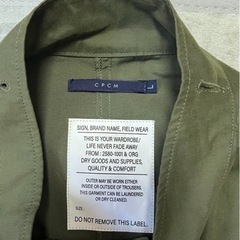 CPCM
L
SIGN, BRAND NAME, FIELD WEAR
THIS IS YOUR WARDROBE/
LIFE NEVER FADE AWAY
FROM : 2580-1001 & ORG
DRY GOODS AND SUPPLIES,
QUALITY & COMFORT
OUTER MAY BE WORN EITHER
INSIDE OR OUTSIDE OF TROUSERS.
THIS GARMENT CAN BE LAUNDERED
OR DRY CLEANED.
SIZE :
DO NOT REMOVE THIS LABEL.